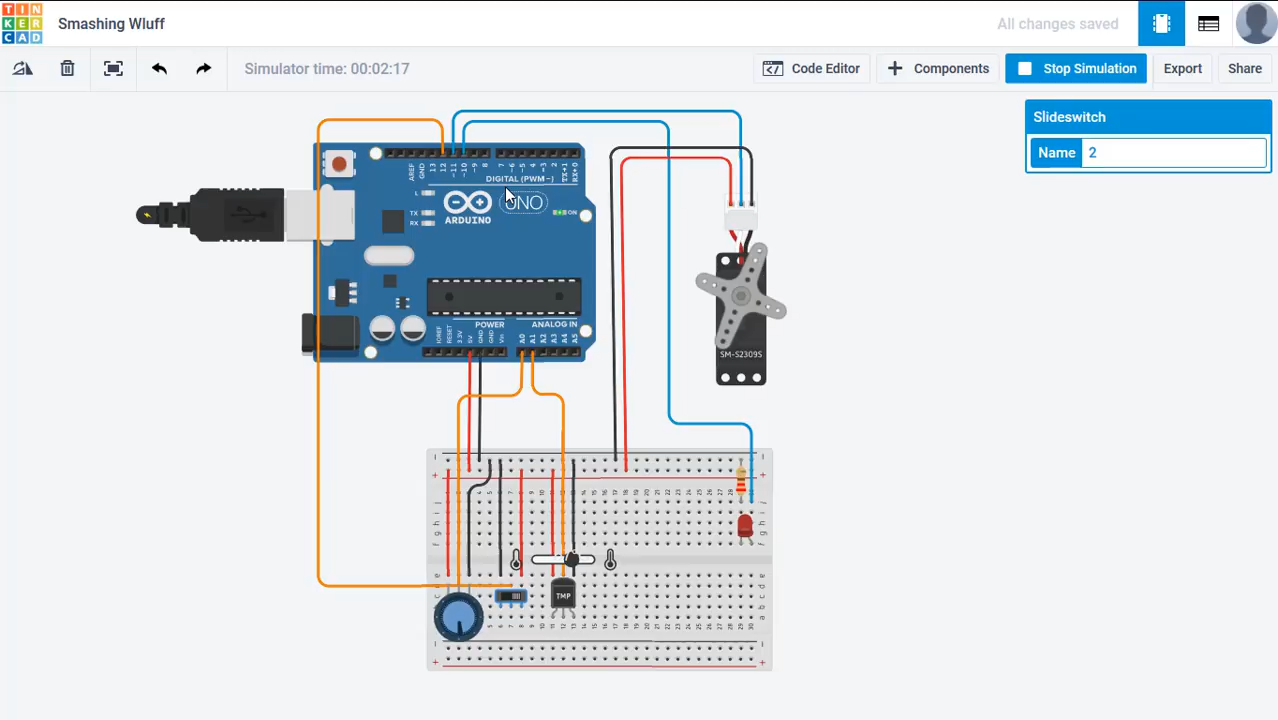 TIN
KER
CAD
Smashing Wluff
All changes saved
Simulator time: 00:02:17
Code Editor
Components
Stop Simulation
Export
Share
Slideswitch
Name 2
AREF
GND
13
12
~11
~10
~9
8
7
~6
~5
4
~3
2
TX→1
RX←0
DIGITAL (PWM~)
L
TX
RX
ARDUINO
UNO
ON
POWER
ANALOG IN
IOREF
RESET
3.3V
5V
GND
GND
Vin
A0
A1
A2
A3
A4
A5
SM-S2309S
TMP